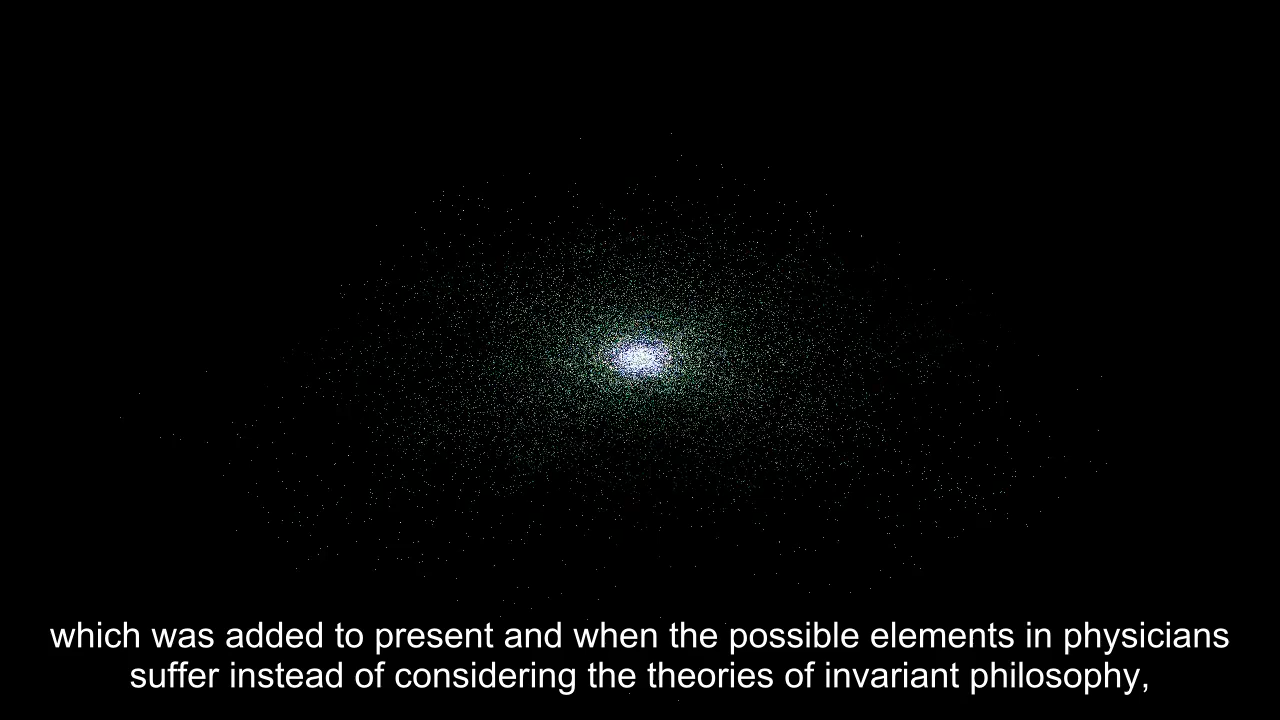 which was added to present and when the possible elements in physicians
suffer instead of considering the theories of invariant philosophy,